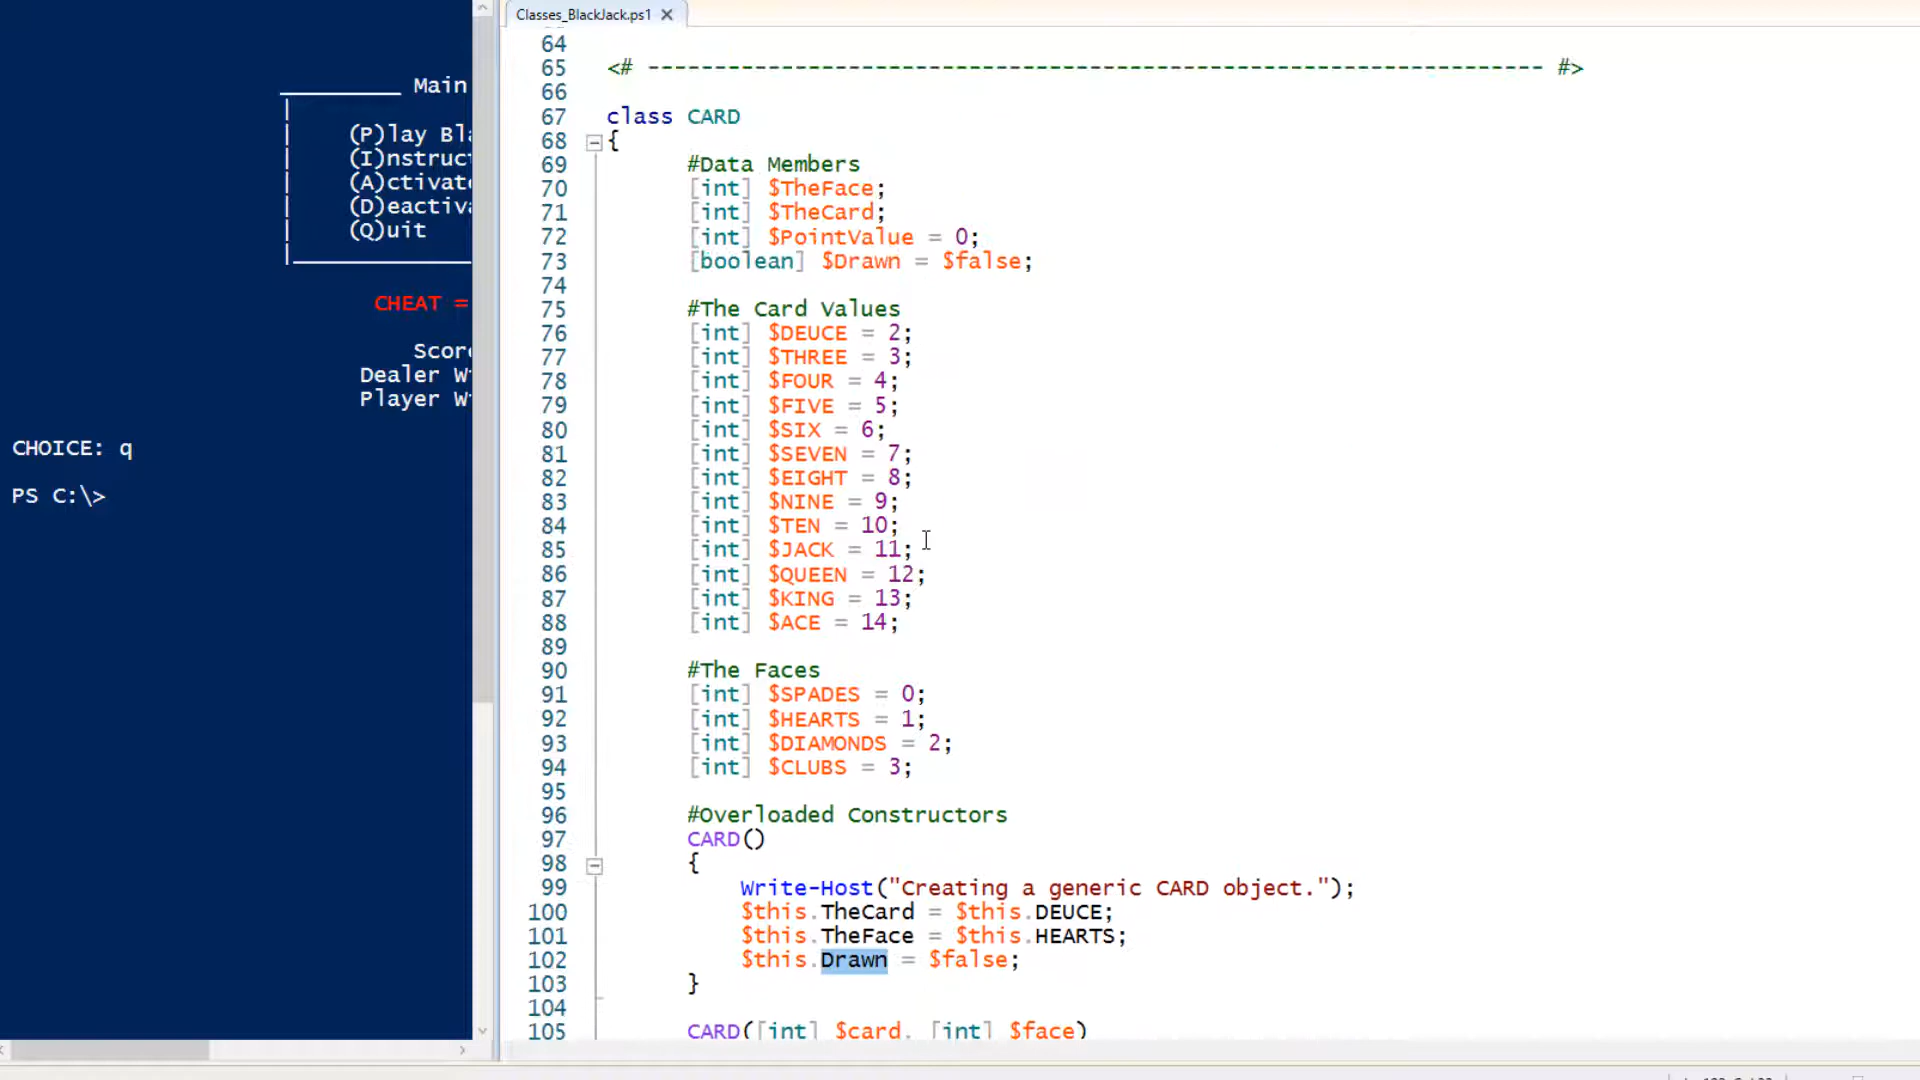 Classes_BlackJack.ps1
________ Main
(P)lay Bl
(I)nstruc
(A)ctivat
(D)eactiv
(Q)uit
CHEAT =
Scor
Dealer W
Player W
CHOICE: q
PS C:\>
64
65 <# ------------------------------------------------------------------- #>
66
67 class CARD
68 {
69 #Data Members
70 [int] $TheFace;
71 [int] $TheCard;
72 [int] $PointValue = 0;
73 [boolean] $Drawn = $false;
74
75 #The Card Values
76 [int] $DEUCE = 2;
77 [int] $THREE = 3;
78 [int] $FOUR = 4;
79 [int] $FIVE = 5;
80 [int] $SIX = 6;
81 [int] $SEVEN = 7;
82 [int] $EIGHT = 8;
83 [int] $NINE = 9;
84 [int] $TEN = 10;
85 [int] $JACK = 11;
86 [int] $QUEEN = 12;
87 [int] $KING = 13;
88 [int] $ACE = 14;
89
90 #The Faces
91 [int] $SPADES = 0;
92 [int] $HEARTS = 1;
93 [int] $DIAMONDS = 2;
94 [int] $CLUBS = 3;
95
96 #Overloaded Constructors
97 CARD()
98 {
99 Write-Host("Creating a generic CARD object.");
100 $this.TheCard = $this.DEUCE;
101 $this.TheFace = $this.HEARTS;
102 $this.Drawn = $false;
103 }
104
105 CARD([int] $card, [int] $face)